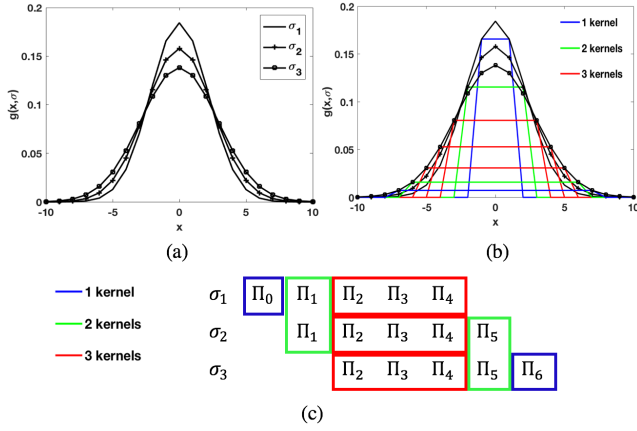 0.2
0.15
0.1
0.05
0
g(x,σ)
-10 -5 0 5 10
x
σ1
σ2
σ3
(a)
0.2
0.15
0.1
0.05
0
g(x,σ)
-10 -5 0 5 10
x
1 kernel
2 kernels
3 kernels
(b)
1 kernel
2 kernels
3 kernels
σ1 Π0 Π1 Π2 Π3 Π4
σ2 Π1 Π2 Π3 Π4 Π5
σ3 Π2 Π3 Π4 Π5 Π6
(c)